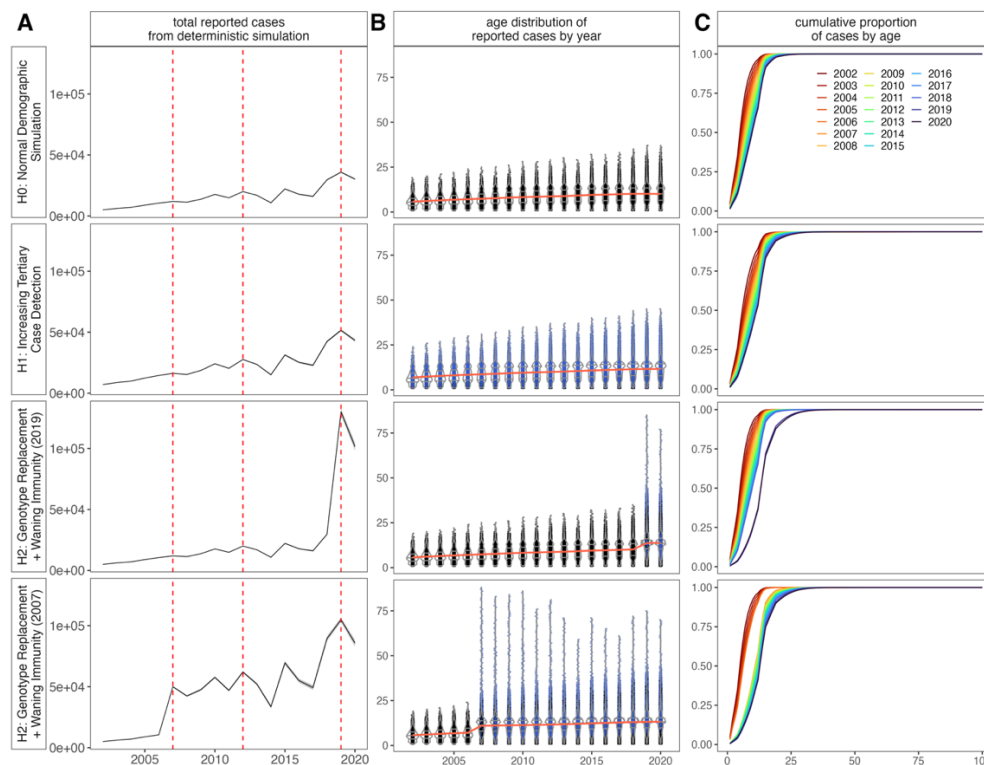 A
total reported cases
from deterministic simulation
B
age distribution of
reported cases by year
C
cumulative proportion
of cases by age
H0: Normal Demographic
Simulation
1e+05
5e+04
0e+00
75
50
25
0
1.00
0.75
0.50
0.25
0.00
2002
2003
2004
2005
2006
2007
2008
2009
2010
2011
2012
2013
2014
2015
2016
2017
2018
2019
2020
H1: Increasing Tertiary
Case Detection
1e+05
5e+04
0e+00
75
50
25
0
1.00
0.75
0.50
0.25
0.00
H2: Genotype Replacement
+ Waning Immunity (2019)
1e+05
5e+04
0e+00
75
50
25
0
1.00
0.75
0.50
0.25
0.00
H2: Genotype Replacement
+ Waning Immunity (2007)
1e+05
5e+04
0e+00
75
50
25
0
1.00
0.75
0.50
0.25
0.00
2005 2010 2015 2020
2005 2010 2015 2020
0 25 50 75 100